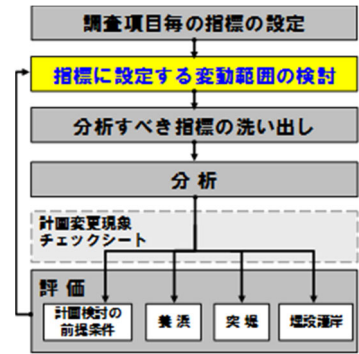 調査項目毎の指標の設定
指標に設定する変動範囲の検討
分析すべき指標の洗い出し
分 析
計画変更現象
チェックシート
評 価
計画検討の
前提条件
養 浜
突 堤
埋設護岸